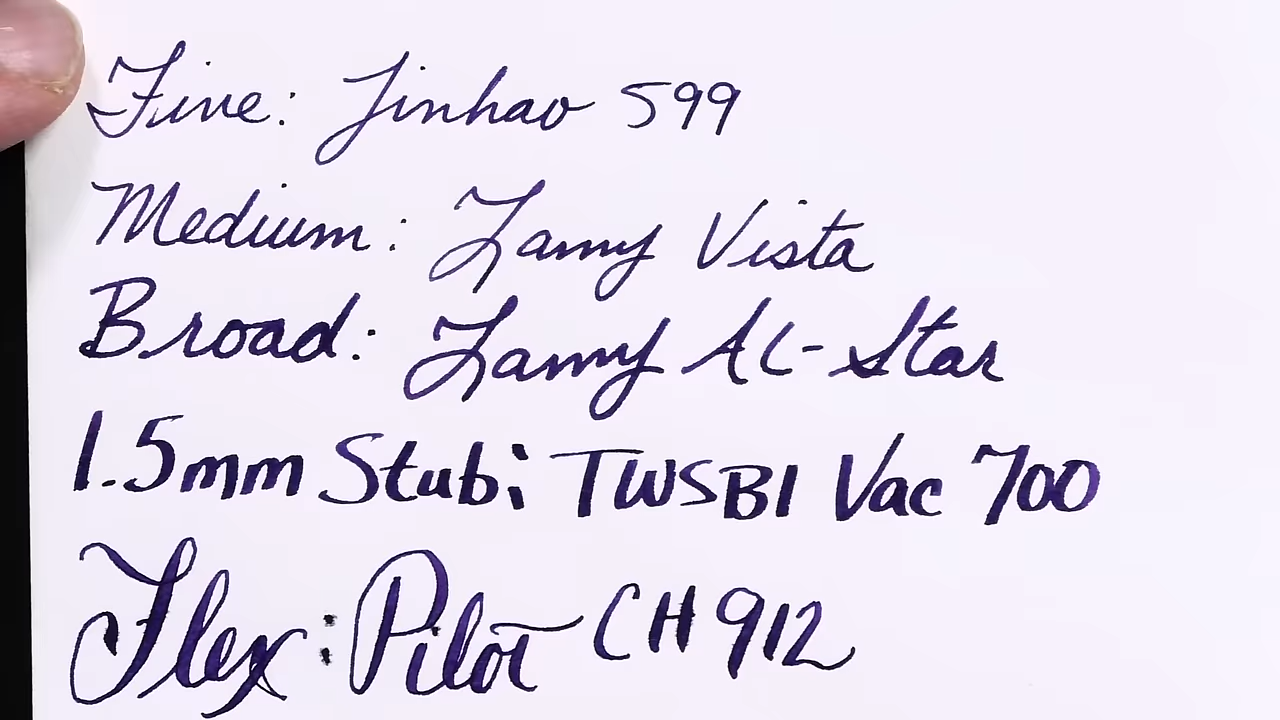 Fine: Jinhao 599
Medium: Lamy Vista
Broad: Lamy AL-Star
1.5mm Stub: TWSBI Vac 700
Flex: Pilot CH 912